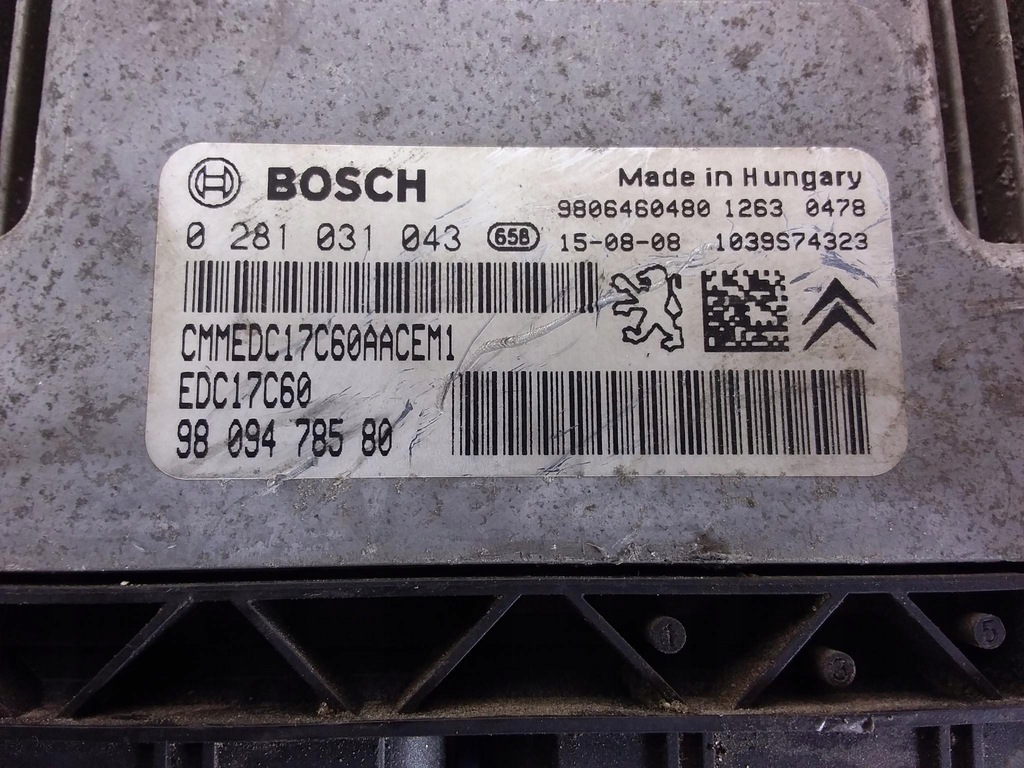 BOSCH
Made in Hungary
9806460480 1263 0478
0 281 031 043 658 15-08-08 1039S74323
CMMEDC17C60AACEM1
EDC17C60
98 094 785 80
1
3
5